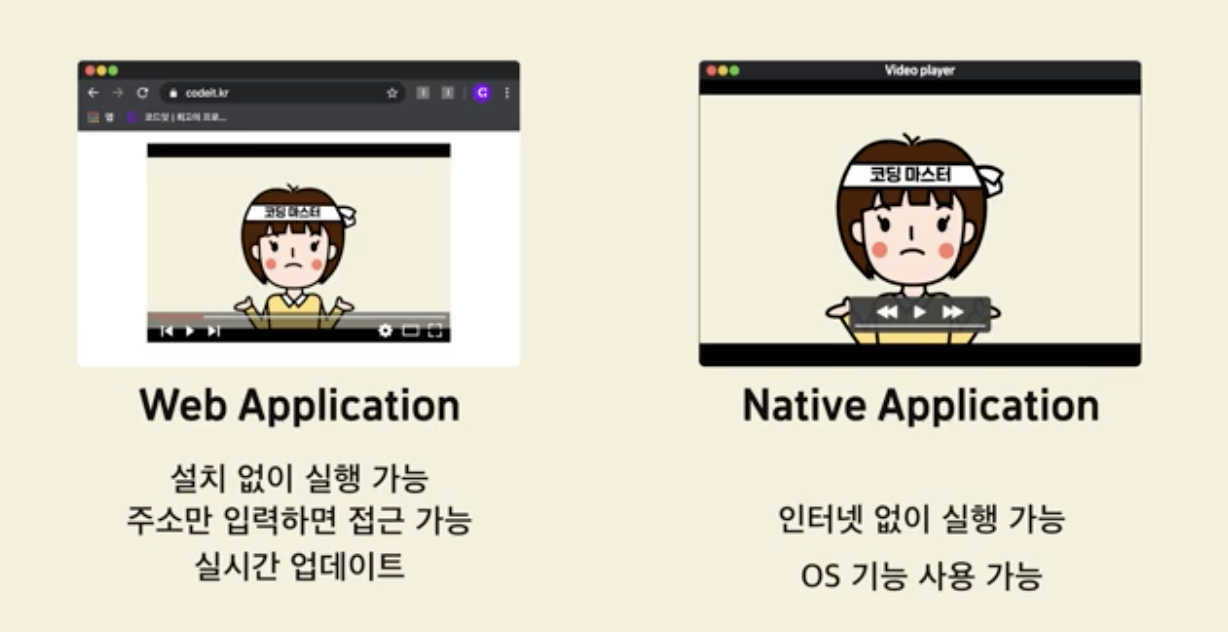 codeit.kr
앱
코드잇 | 최고의 프로...
코딩 마스터
Web Application
설치 없이 실행 가능
주소만 입력하면 접근 가능
실시간 업데이트
Video player
코딩 마스터
Native Application
인터넷 없이 실행 가능
OS 기능 사용 가능